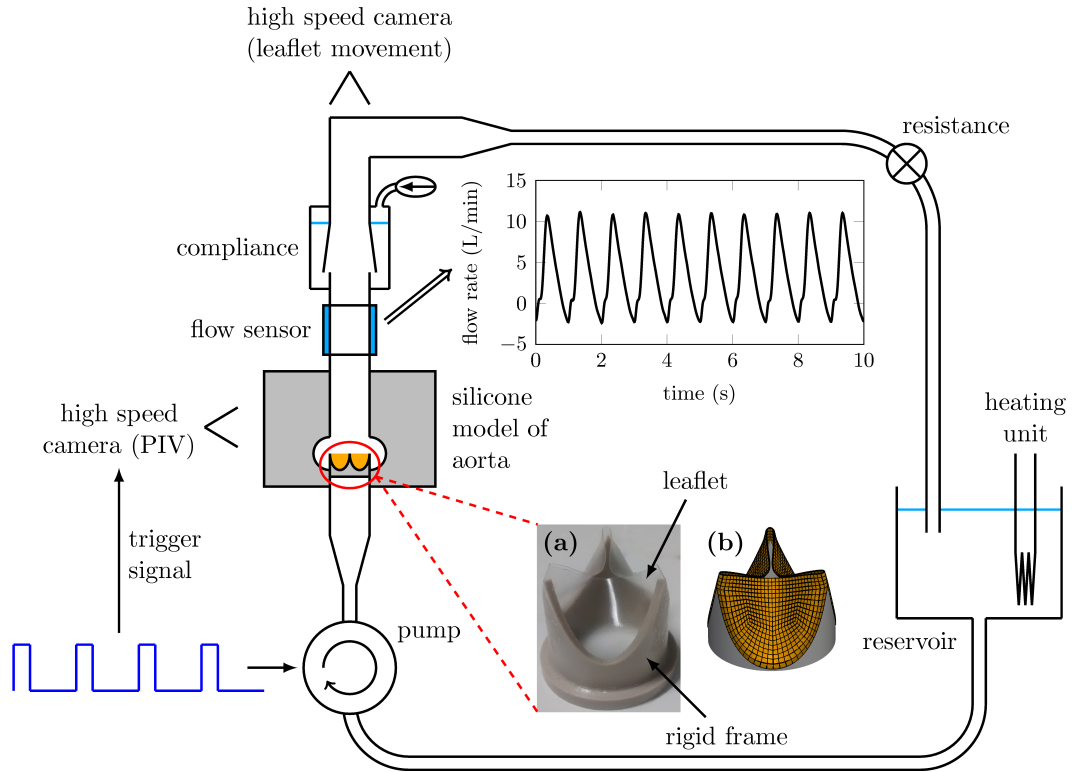 high speed camera
(leaflet movement)
resistance
compliance
flow sensor
flow rate (L/min)
15
10
5
0
−5
0
2
4
6
8
10
time (s)
high speed
camera (PIV)
silicone
model of
aorta
heating
unit
leaflet
trigger
signal
(a)
(b)
pump
reservoir
rigid frame